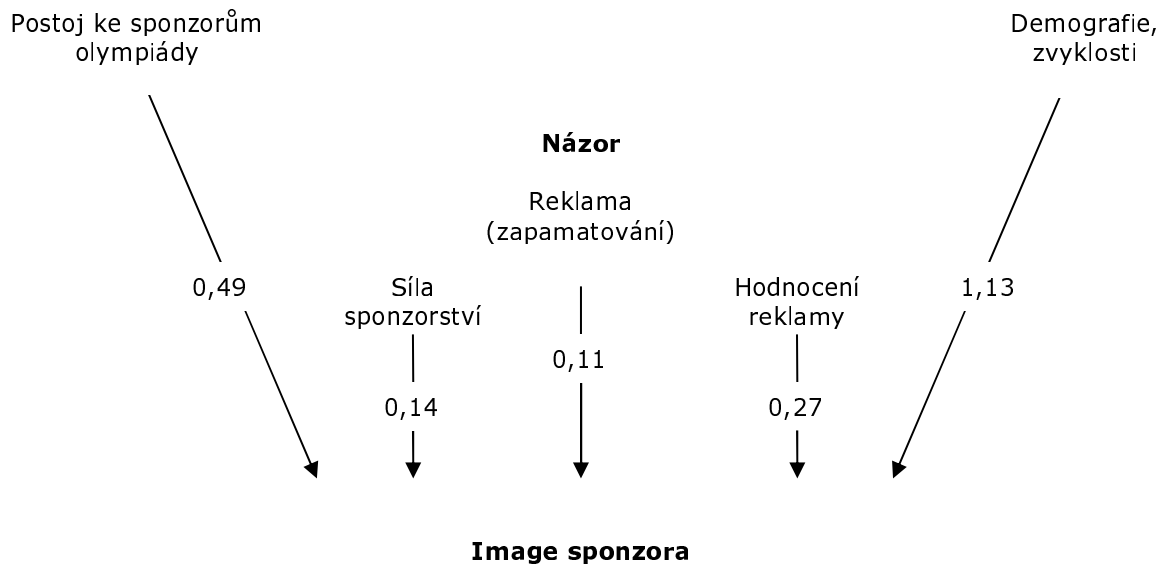 Postoj ke sponzorům
olympiády
Demografie,
zvyklosti
Názor
Reklama
(zapamatování)
0,49
Síla
sponzorství
Hodnocení
reklamy
1,13
0,11
0,14
0,27
Image sponzora